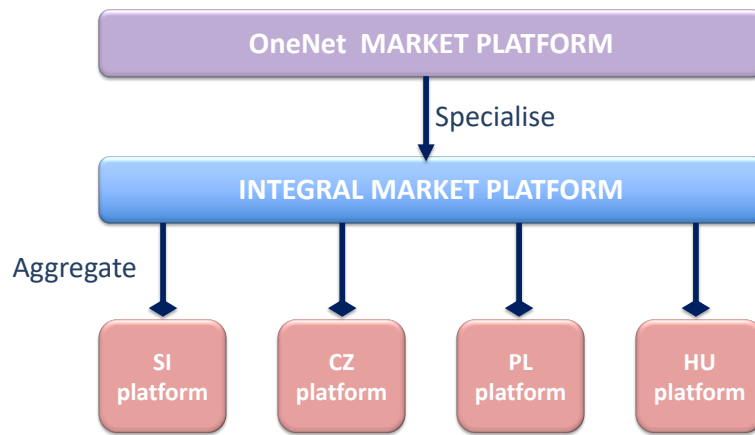 OneNet MARKET PLATFORM
Specialise
INTEGRAL MARKET PLATFORM
Aggregate
SI
platform
CZ
platform
PL
platform
HU
platform